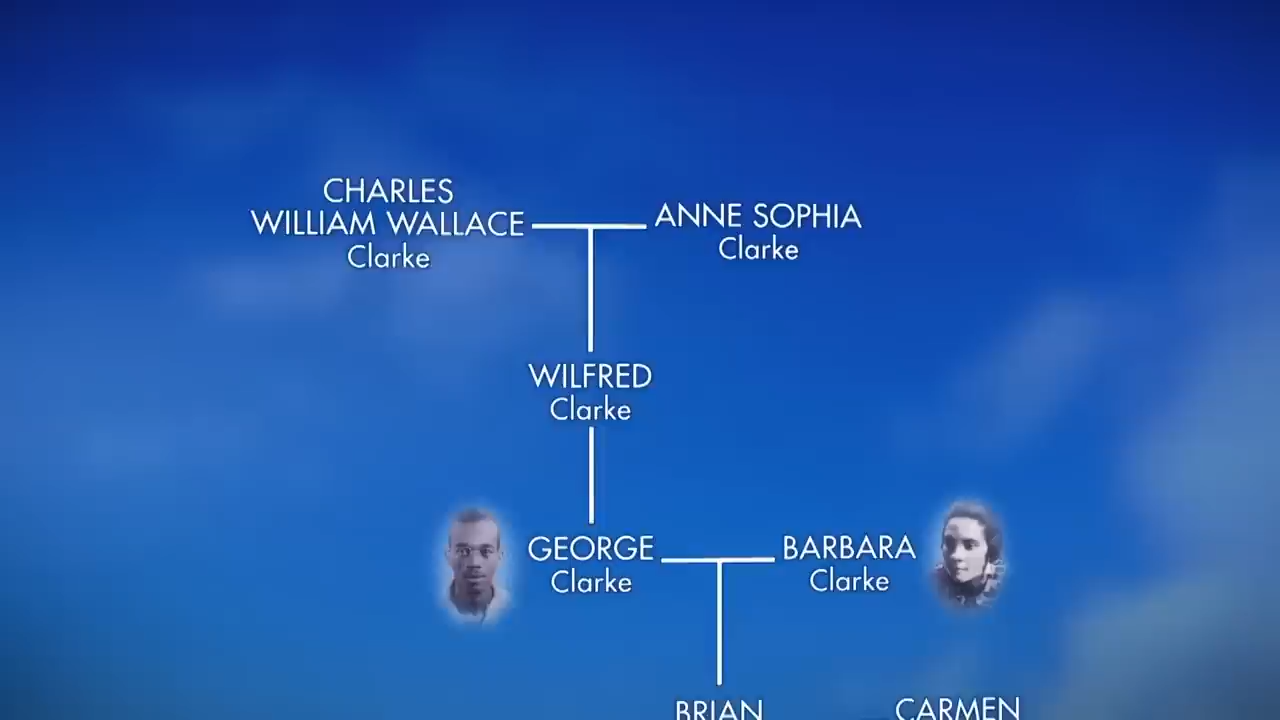 CHARLES
WILLIAM WALLACE
Clarke
ANNE SOPHIA
Clarke
WILFRED
Clarke
GEORGE
Clarke
BARBARA
Clarke
BRIAN
CARMEN